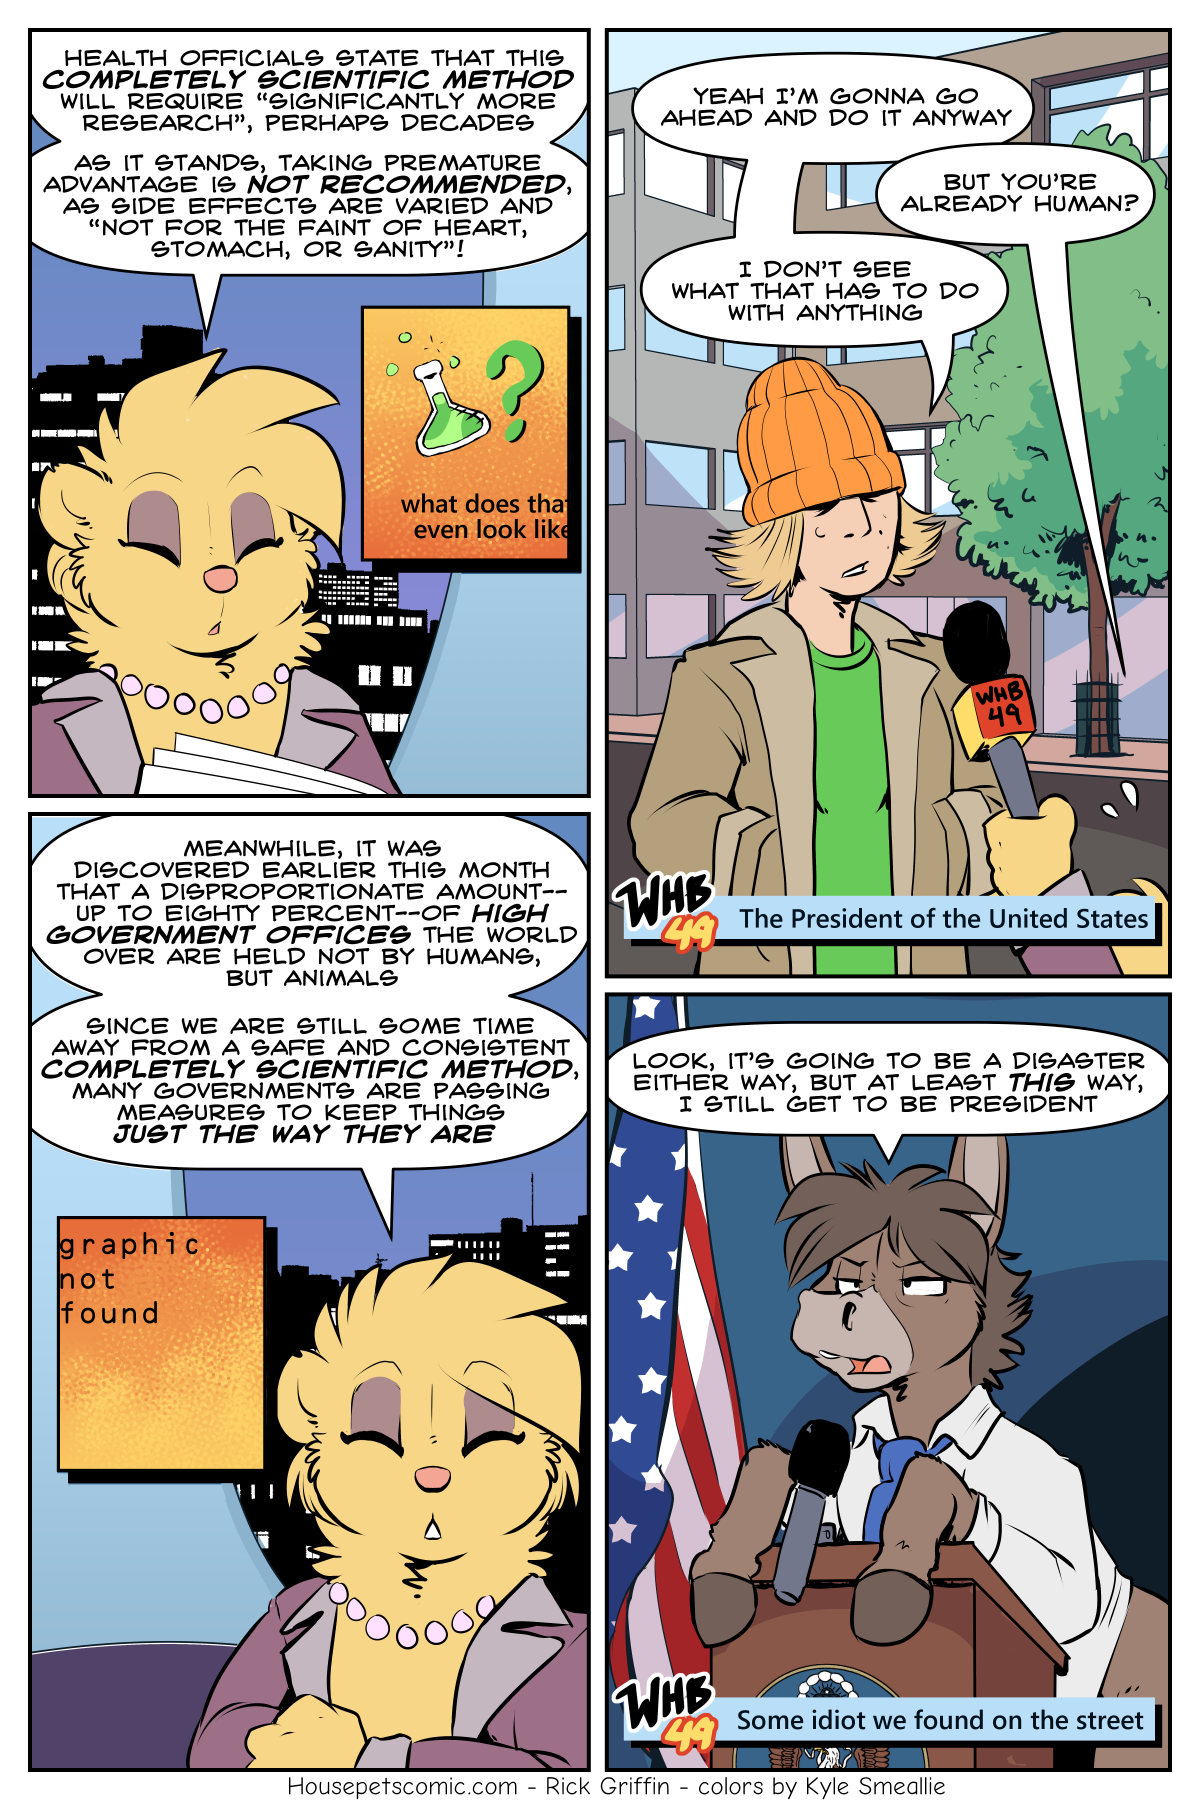 HEALTH OFFICIALS STATE THAT THIS
COMPLETELY SCIENTIFIC METHOD
WILL REQUIRE “SIGNIFICANTLY MORE
RESEARCH”, PERHAPS DECADES
AS IT STANDS, TAKING PREMATURE
ADVANTAGE IS NOT RECOMMENDED,
AS SIDE EFFECTS ARE VARIED AND
“NOT FOR THE FAINT OF HEART,
STOMACH, OR SANITY”!
?
what does that
even look like
YEAH I'M GONNA GO
AHEAD AND DO IT ANYWAY
BUT YOU'RE
ALREADY HUMAN?
I DON'T SEE
WHAT THAT HAS TO DO
WITH ANYTHING
WHB
49
WHB
49
The President of the United States
MEANWHILE, IT WAS
DISCOVERED EARLIER THIS MONTH
THAT A DISPROPORTIONATE AMOUNT--
UP TO EIGHTY PERCENT--OF HIGH
GOVERNMENT OFFICES THE WORLD
OVER ARE HELD NOT BY HUMANS,
BUT ANIMALS
SINCE WE ARE STILL SOME TIME
AWAY FROM A SAFE AND CONSISTENT
COMPLETELY SCIENTIFIC METHOD,
MANY GOVERNMENTS ARE PASSING
MEASURES TO KEEP THINGS
JUST THE WAY THEY ARE
graphic
not
found
LOOK, IT'S GOING TO BE A DISASTER
EITHER WAY, BUT AT LEAST THIS WAY,
I STILL GET TO BE PRESIDENT
WHB
49
Some idiot we found on the street
Housepetscomic.com - Rick Griffin - colors by Kyle Smeallie